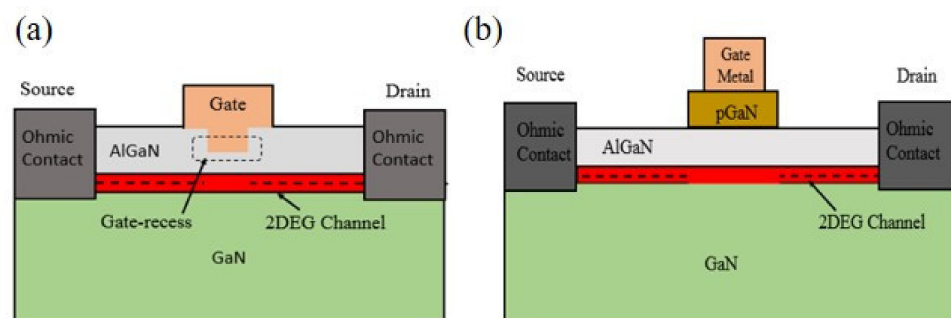 (a)
Source
Gate
Drain
Ohmic
Contact
AlGaN
Ohmic
Contact
Gate-recess
2DEG Channel
GaN
(b)
Source
Gate
Metal
Drain
pGaN
Ohmic
Contact
AlGaN
Ohmic
Contact
2DEG Channel
GaN